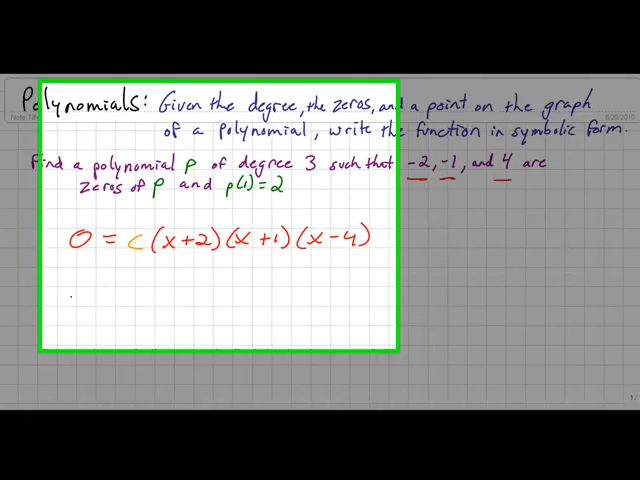 Polynomials: Given the degree, the zeros, and a point on the graph
of a polynomial, write the function in symbolic form.
Find a polynomial p of degree 3 such that -2, -1, and 4 are
zeros of p and p(1)=2
0 = c(x+2)(x+1)(x-4)